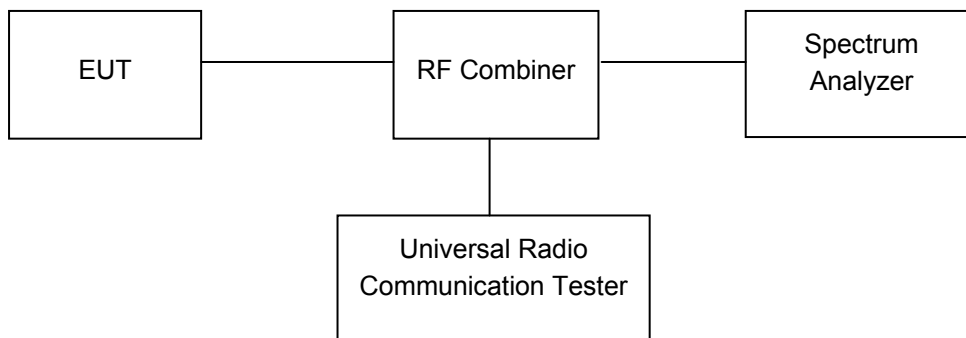 EUT
RF Combiner
Spectrum
Analyzer
Universal Radio
Communication Tester